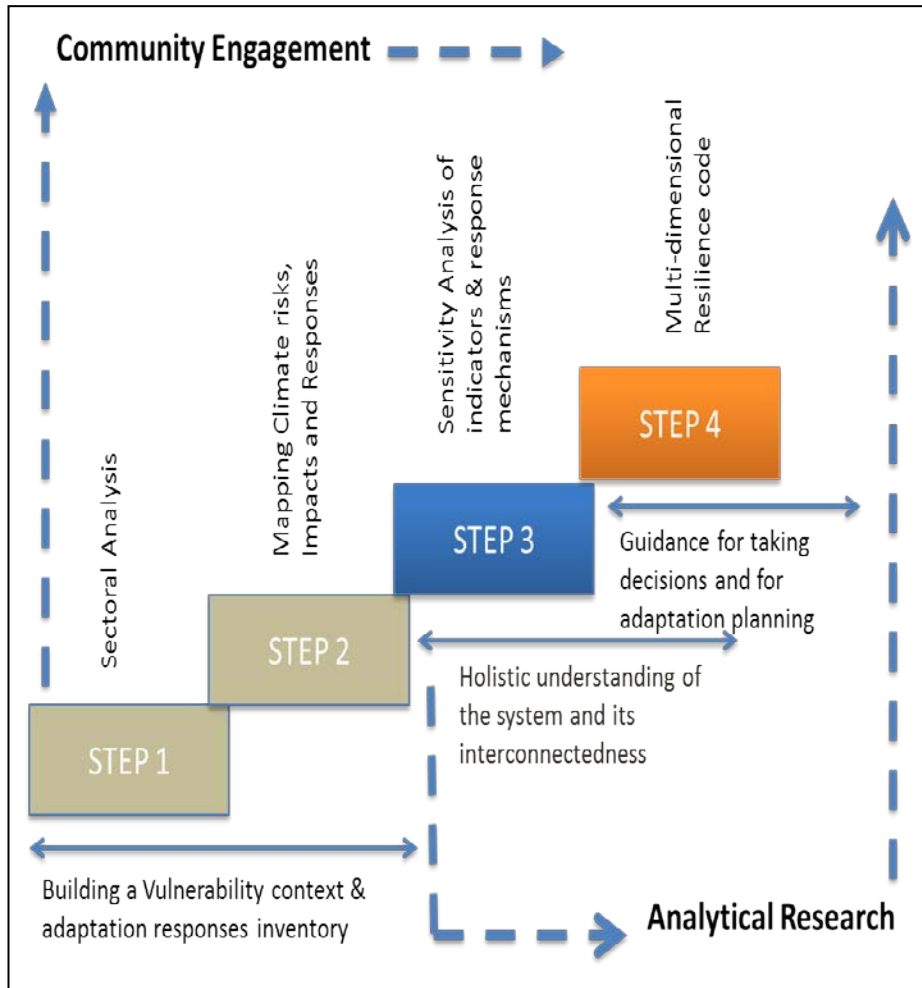 Community Engagement
Multi-dimensional
Resilience code
Sensitivity Analysis of
indicators & response
mechanisms
Mapping Climate risks,
Impacts and Responses
Sectoral Analysis
STEP 4
STEP 3
Guidance for taking
decisions and for
adaptation planning
STEP 2
Holistic understanding of
the system and its
interconnectedness
STEP 1
Building a Vulnerability context &
adaptation responses inventory
Analytical Research